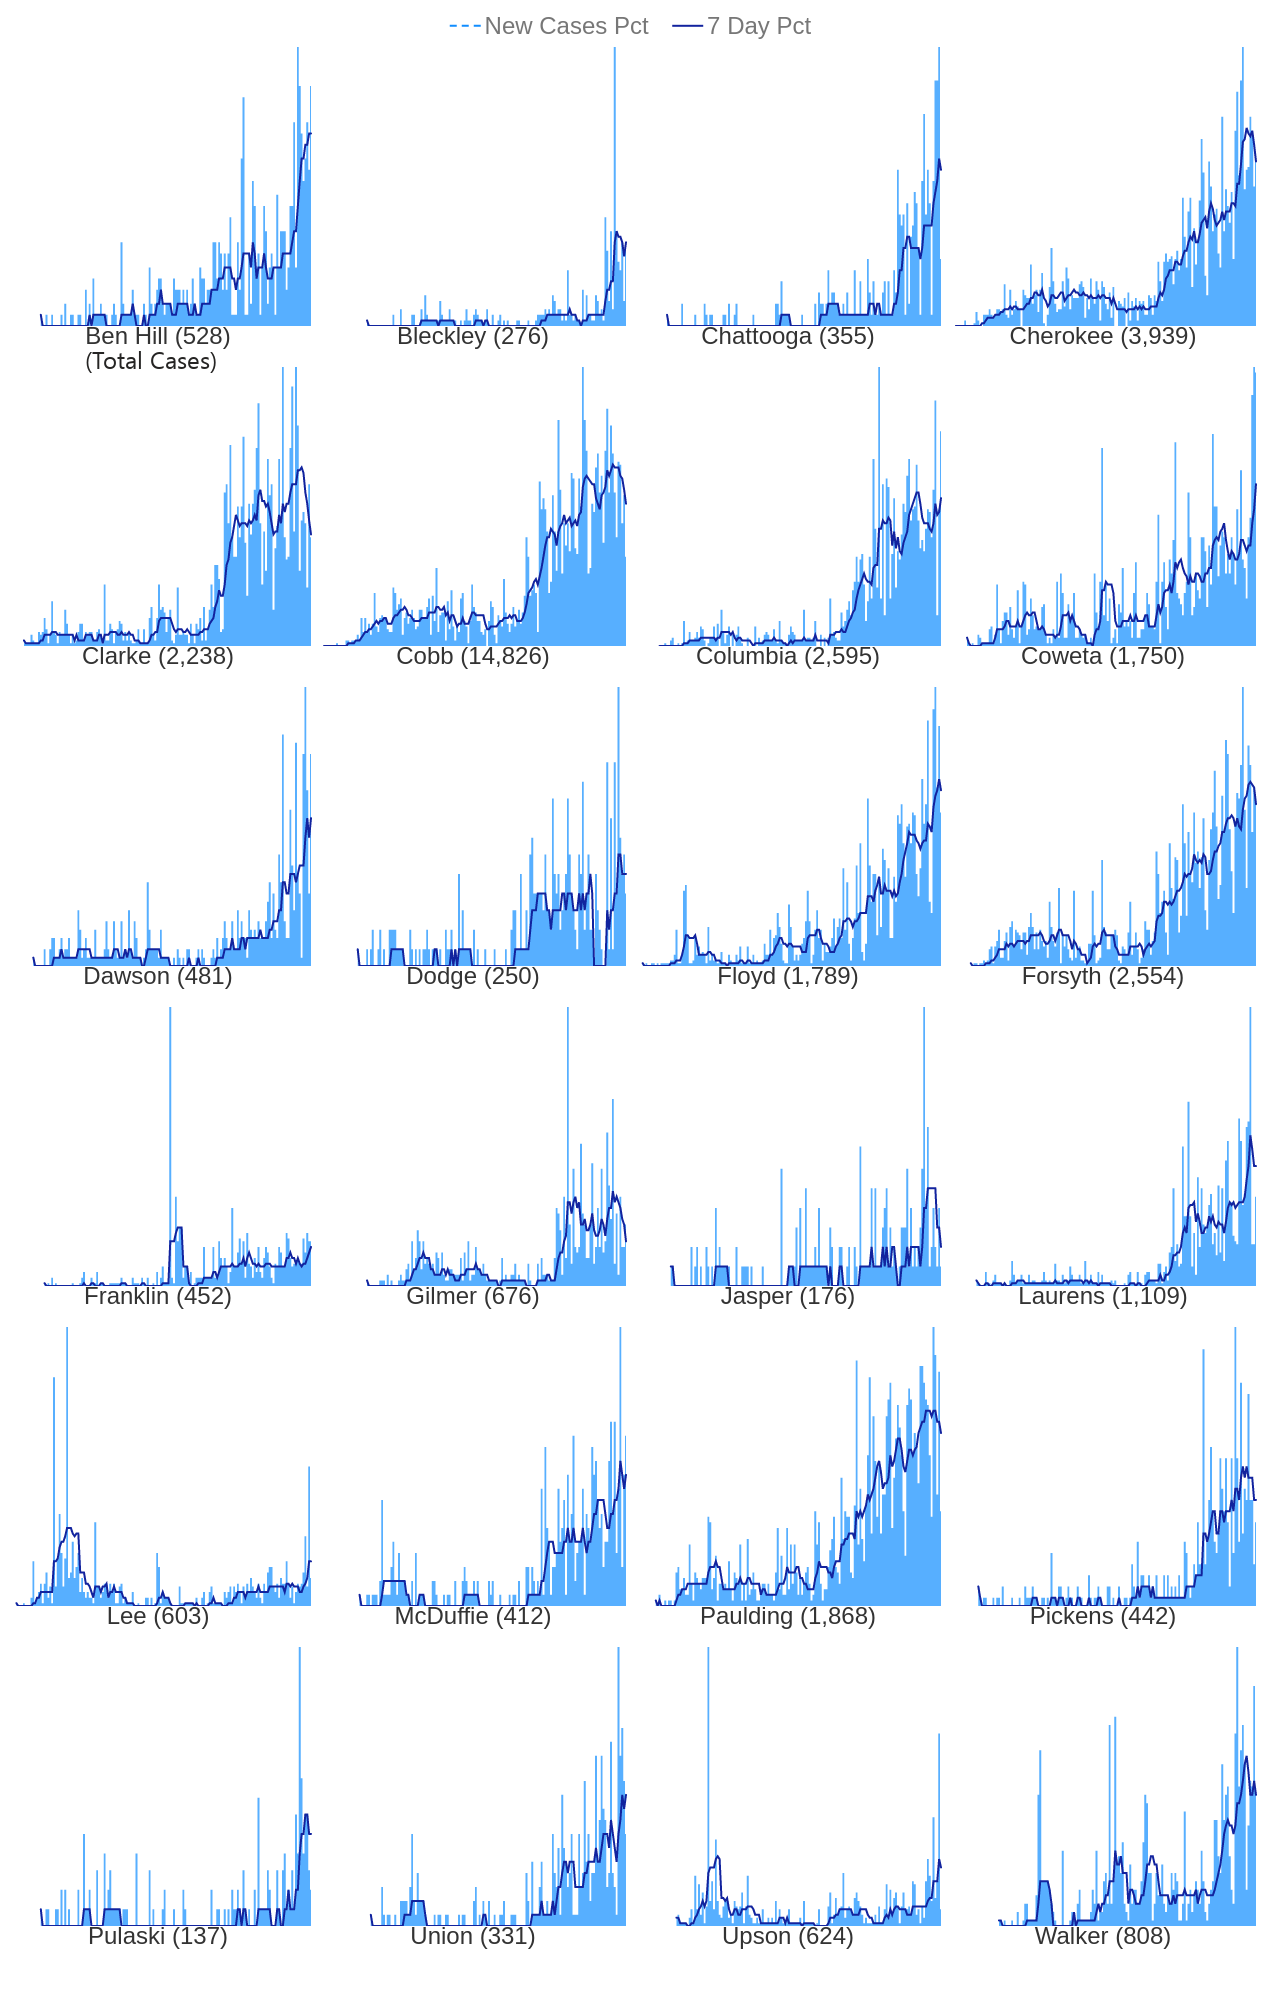 New Cases Pct 7 Day Pct
Ben Hill (528) Bleckley (276) Chattooga (355) Cherokee (3,939)
(Total Cases)
Clarke (2,238) Cobb (14,826) Columbia (2,595) Coweta (1,750)
Dawson (481) Dodge (250) Floyd (1,789) Forsyth (2,554)
Franklin (452) Gilmer (676) Jasper (176) Laurens (1,109)
Lee (603) McDuffie (412) Paulding (1,868) Pickens (442)
Pulaski (137) Union (331) Upson (624) Walker (808)